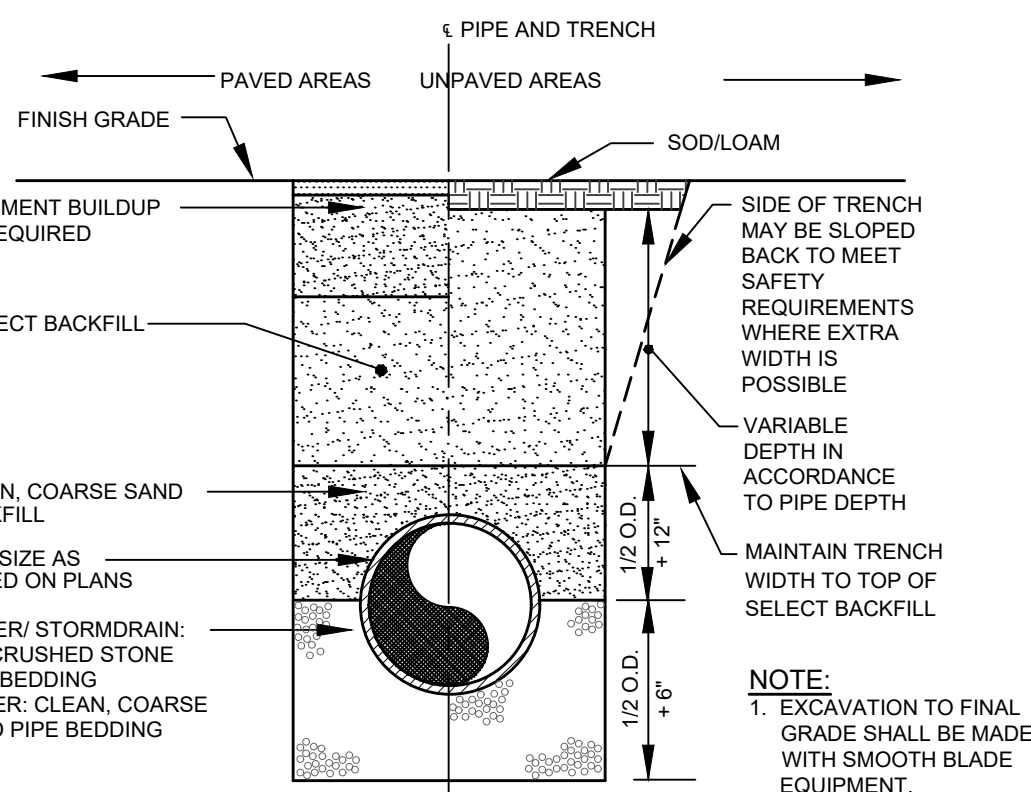 ℄ PIPE AND TRENCH
PAVED AREAS
UNPAVED AREAS
FINISH GRADE
SOD/LOAM
MENT BUILDUP
EQUIRED
ECT BACKFILL
N, COARSE SAND
KFILL
SIZE AS
ED ON PLANS
ER/ STORMDRAIN:
CRUSHED STONE
BEDDING
ER: CLEAN, COARSE
D PIPE BEDDING
SIDE OF TRENCH
MAY BE SLOPED
BACK TO MEET
SAFETY
REQUIREMENTS
WHERE EXTRA
WIDTH IS
POSSIBLE
VARIABLE
DEPTH IN
ACCORDANCE
TO PIPE DEPTH
1/2 O.D.
+ 12"
MAINTAIN TRENCH
WIDTH TO TOP OF
SELECT BACKFILL
1/2 O.D.
+ 6"
NOTE:
1. EXCAVATION TO FINAL
GRADE SHALL BE MADE
WITH SMOOTH BLADE
EQUIPMENT.